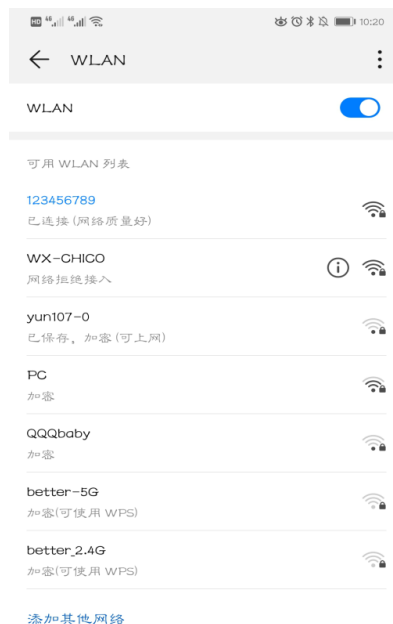 HD 4G 4G 10:20
WLAN
WLAN
可用 WLAN 列表
123456789
已连接 (网络质量好)
WX-CHICO
网络拒绝接入
yun107-0
已保存，加密 (可上网)
PC
加密
QQQbaby
加密
better-5G
加密(可使用 WPS)
better_2.4G
加密(可使用 WPS)
添加其他网络